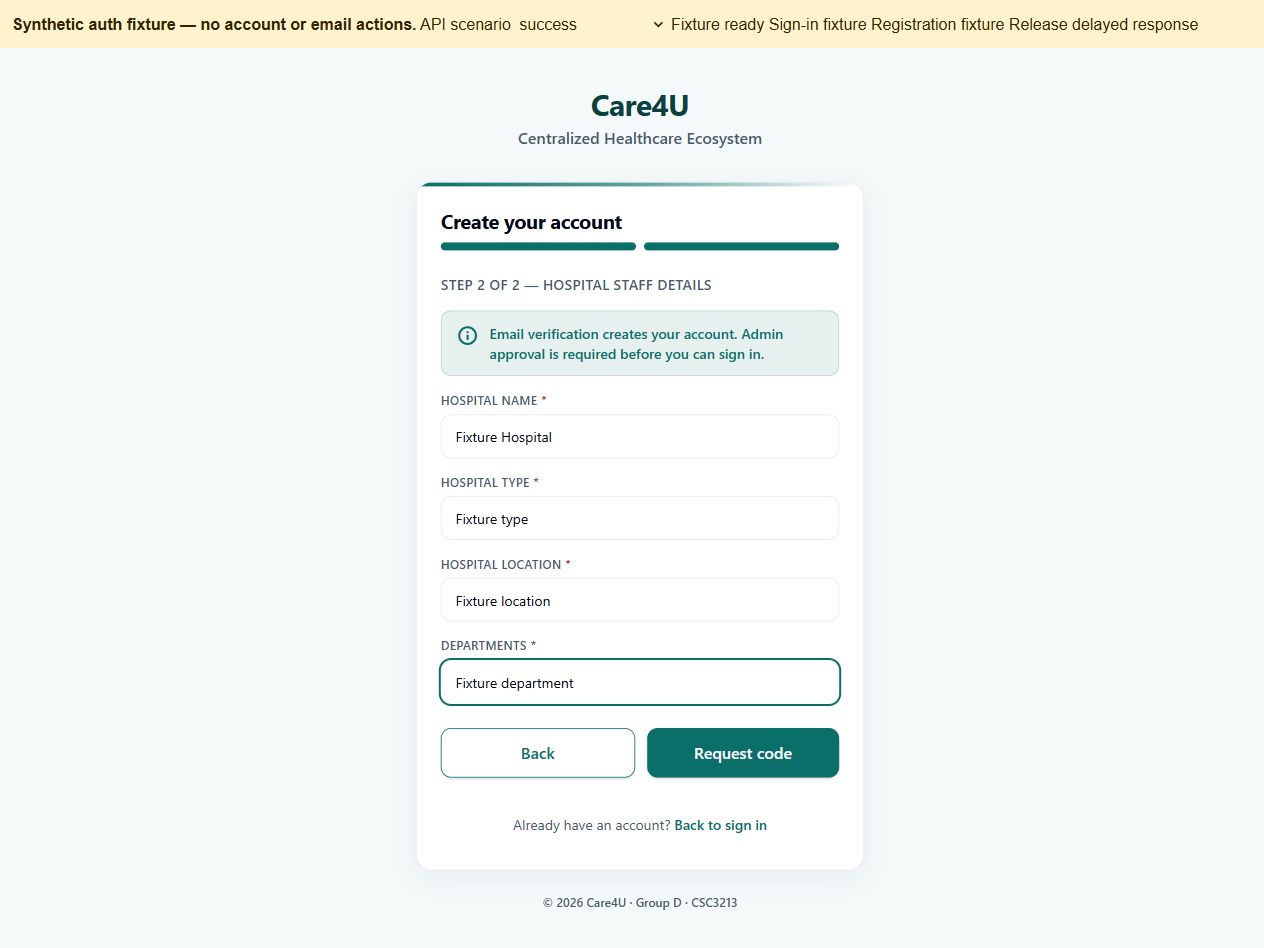 Synthetic auth fixture — no account or email actions. API scenario success Fixture ready Sign-in fixture Registration fixture Release delayed response
Care4U
Centralized Healthcare Ecosystem
Create your account
STEP 2 OF 2 — HOSPITAL STAFF DETAILS
Email verification creates your account. Admin
approval is required before you can sign in.
HOSPITAL NAME *
Fixture Hospital
HOSPITAL TYPE *
Fixture type
HOSPITAL LOCATION *
Fixture location
DEPARTMENTS *
Fixture department
Back Request code
Already have an account? Back to sign in
© 2026 Care4U · Group D · CSC3213